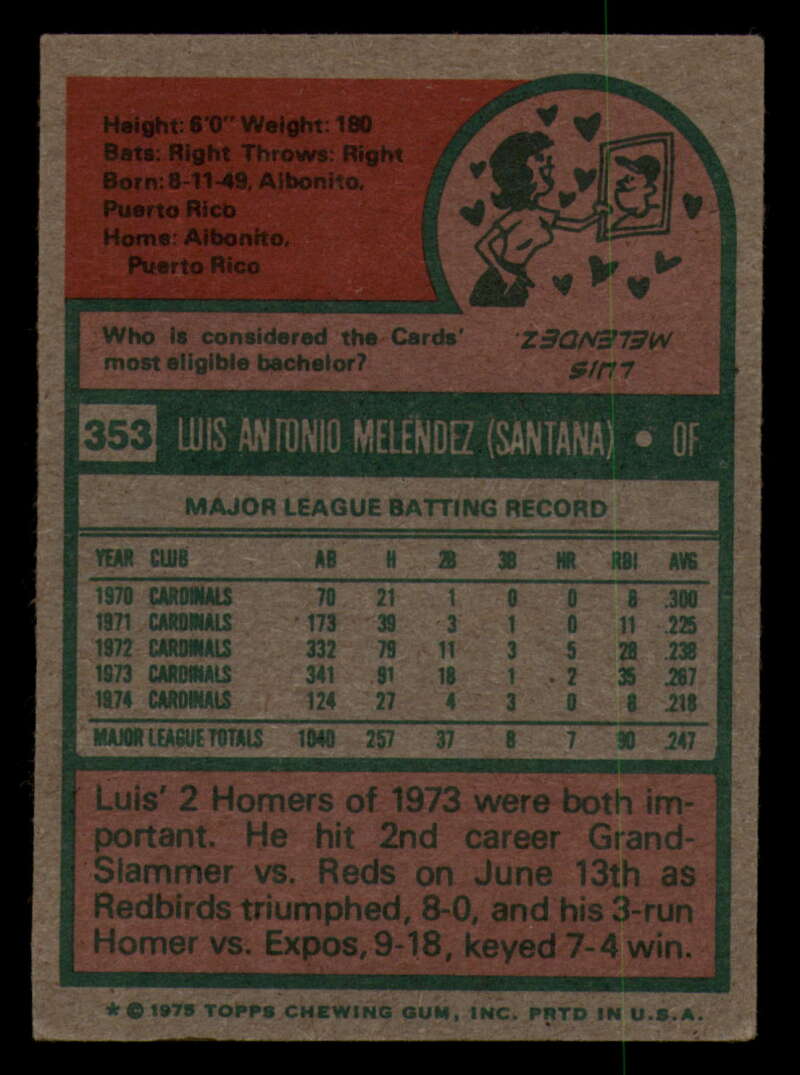 Height: 6'0" Weight: 180
Bats: Right Throws: Right
Born: 8-11-49, Aibonito,
Puerto Rico
Home: Aibonito,
Puerto Rico
Who is considered the Cards'
most eligible bachelor?
LUIS
MELENDEZ
353 LUIS ANTONIO MELENDEZ (SANTANA) • OF
MAJOR LEAGUE BATTING RECORD
YEAR CLUB AB H 2B 3B HR RBI AVG
1970 CARDINALS 70 21 1 0 0 8 .300
1971 CARDINALS 173 39 3 1 0 11 .225
1972 CARDINALS 332 79 11 3 5 28 .238
1973 CARDINALS 341 91 18 1 2 35 .267
1974 CARDINALS 124 27 4 3 0 8 .218
MAJOR LEAGUE TOTALS 1040 257 37 8 7 90 .247
Luis' 2 Homers of 1973 were both im-
portant. He hit 2nd career Grand-
Slammer vs. Reds on June 13th as
Redbirds triumphed, 8-0, and his 3-run
Homer vs. Expos, 9-18, keyed 7-4 win.
* © 1975 TOPPS CHEWING GUM, INC. PRTD IN U.S.A.